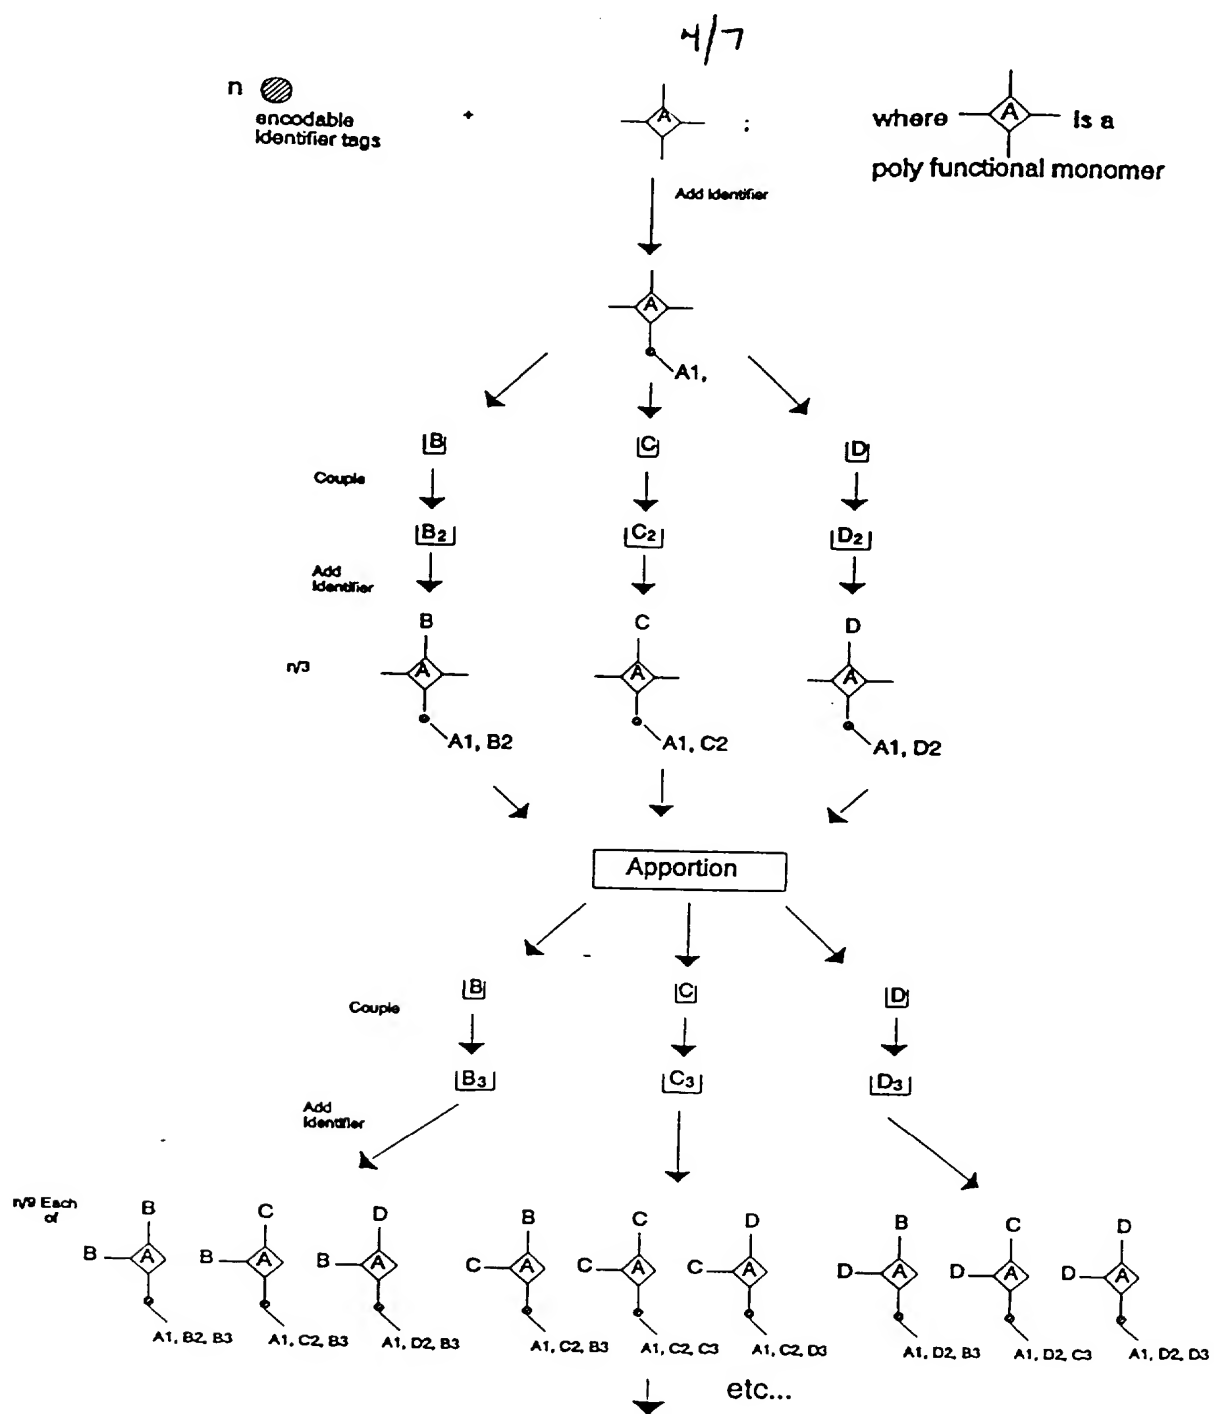 4/7
n
encodable
identifier tags
+
A
:
where A is a
poly functional monomer
Add Identifier
A
A1,
B C D
Couple
B2 C2 D2
Add
Identifier
B C D
n/3
A A A
A1, B2 A1, C2 A1, D2
Apportion
B C D
Couple
B3 C3 D3
Add
Identifier
n/9 Each
of
B C D B C D B C D
B A B A B A C A C A C A D A D A D A
A1, B2, B3 A1, C2, B3 A1, D2, B3 A1, C2, B3 A1, C2, C3 A1, C2, D3 A1, D2, B3 A1, D2, C3 A1, D2, D3
etc...